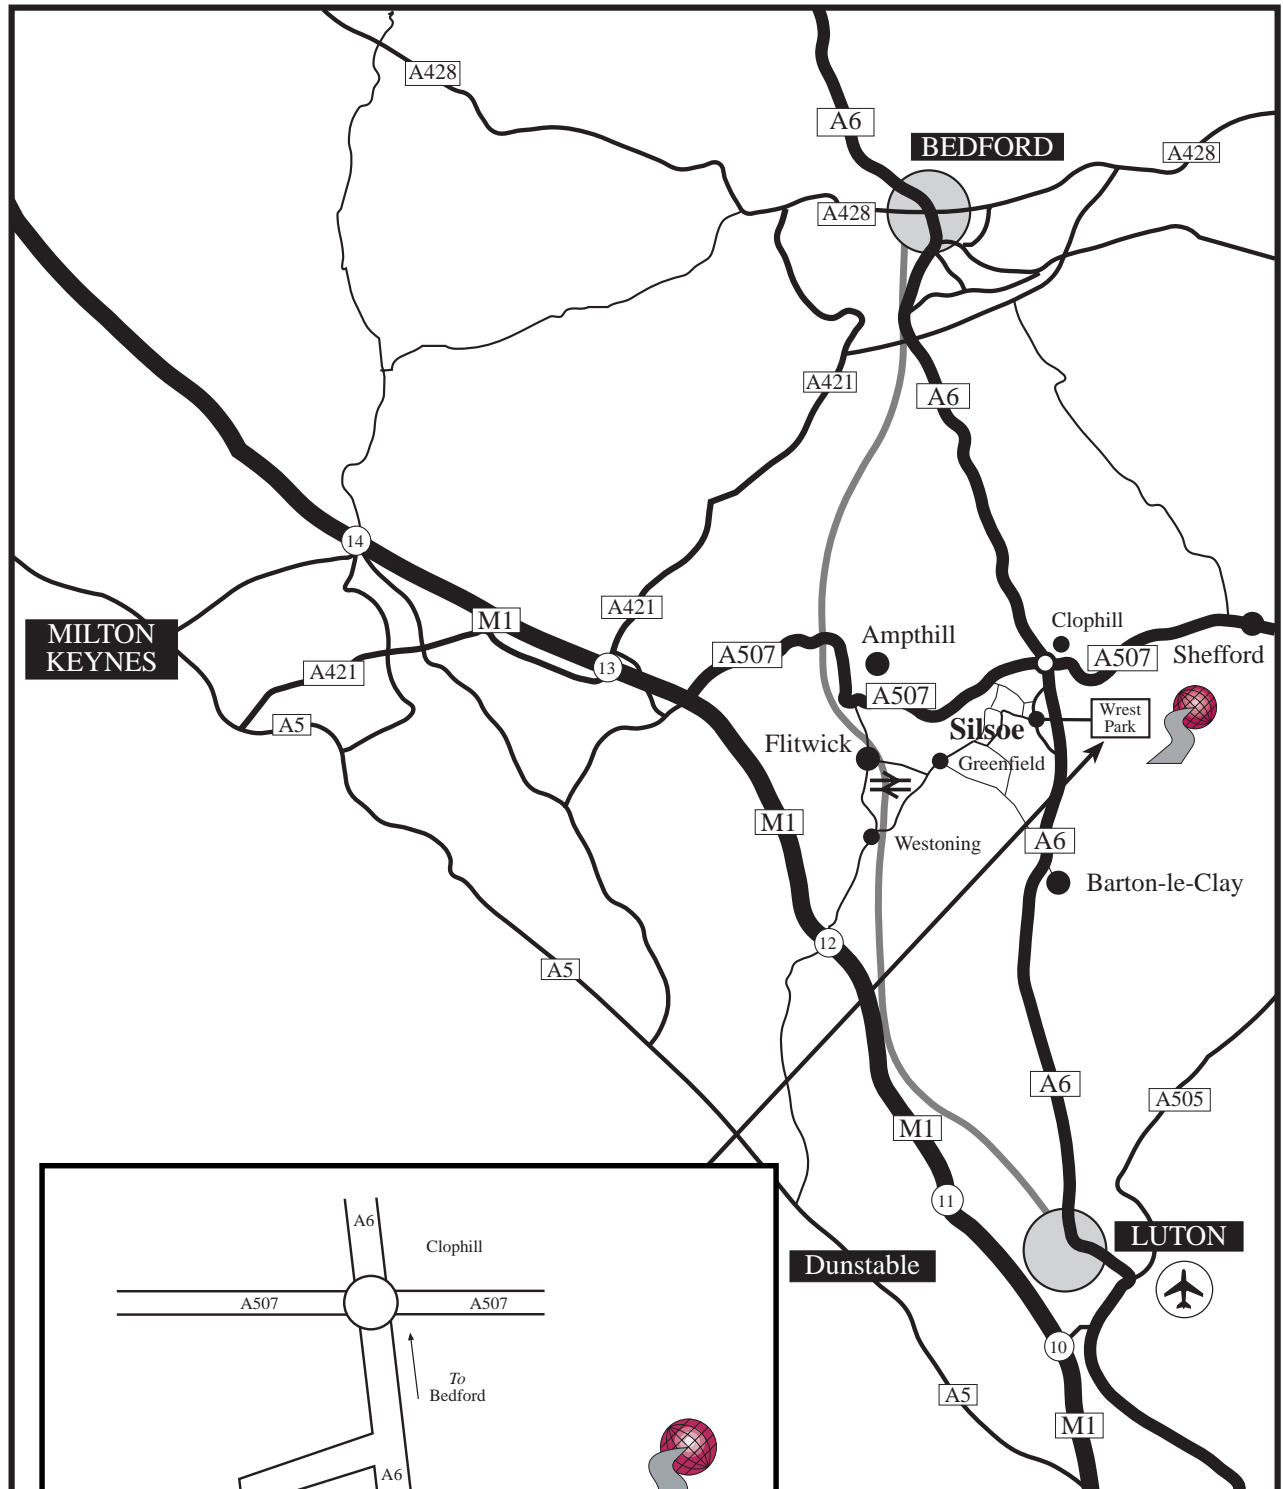 A428
A6
BEDFORD
A428
A428
A421
A6
14
MILTON
KEYNES
M1
A421
13
A421
A5
A507
Ampthill
Clophill
A507
Shefford
A507
Silsoe
Wrest
Park
Flitwick
Greenfield
M1
Westoning
A6
Barton-le-Clay
12
A5
A6
A505
M1
11
LUTON
Dunstable
10
A5
M1
A6
Clophill
A507
A507
To
Bedford
A6